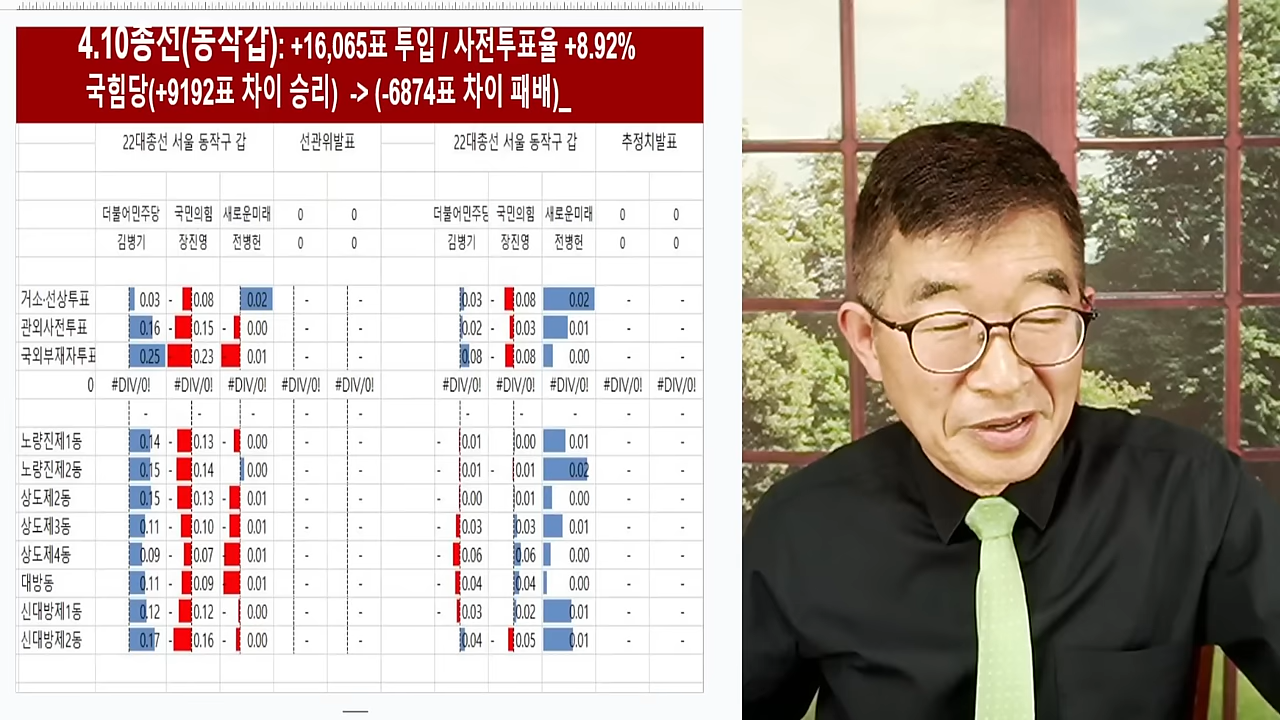 4.10총선(동작갑): +16,065표 투입 / 사전투표율 +8.92%
국힘당(+9192표 차이 승리) -> (-6874표 차이 패배)_
22대총선 서울 동작구 갑 선관위발표 22대총선 서울 동작구 갑 추정치발표
더불어민주당 국민의힘 새로운미래 0 0 더불어민주당 국민의힘 새로운미래 0 0
김병기 장진영 전병헌 0 0 김병기 장진영 전병헌 0 0
거소·선상투표 0.03 - 0.08 0.02 - - 0.03 - 0.08 0.02 - -
관외사전투표 0.16 - 0.15 - 0.00 - - 0.02 - 0.03 0.01 - -
국외부재자투표 0.25 - 0.23 - 0.01 - - 0.08 - 0.08 0.00 - -
0 #DIV/0! #DIV/0! #DIV/0! #DIV/0! #DIV/0! #DIV/0! #DIV/0! #DIV/0! #DIV/0! #DIV/0!
- - - - - - - - - -
노량진제1동 0.14 - 0.13 - 0.00 - - - 0.01 0.00 0.01 - -
노량진제2동 0.15 - 0.14 0.00 - - - 0.01 - 0.01 0.02 - -
상도제2동 0.15 - 0.13 - 0.01 - - - 0.00 0.01 0.00 - -
상도제3동 0.11 - 0.10 - 0.01 - - - 0.03 0.03 0.01 - -
상도제4동 0.09 - 0.07 - 0.01 - - - 0.06 0.06 0.00 - -
대방동 0.11 - 0.09 - 0.01 - - - 0.04 0.04 0.00 - -
신대방제1동 0.12 - 0.12 - 0.00 - - - 0.03 0.02 0.01 - -
신대방제2동 0.17 - 0.16 - 0.00 - - 0.04 - 0.05 0.01 - -